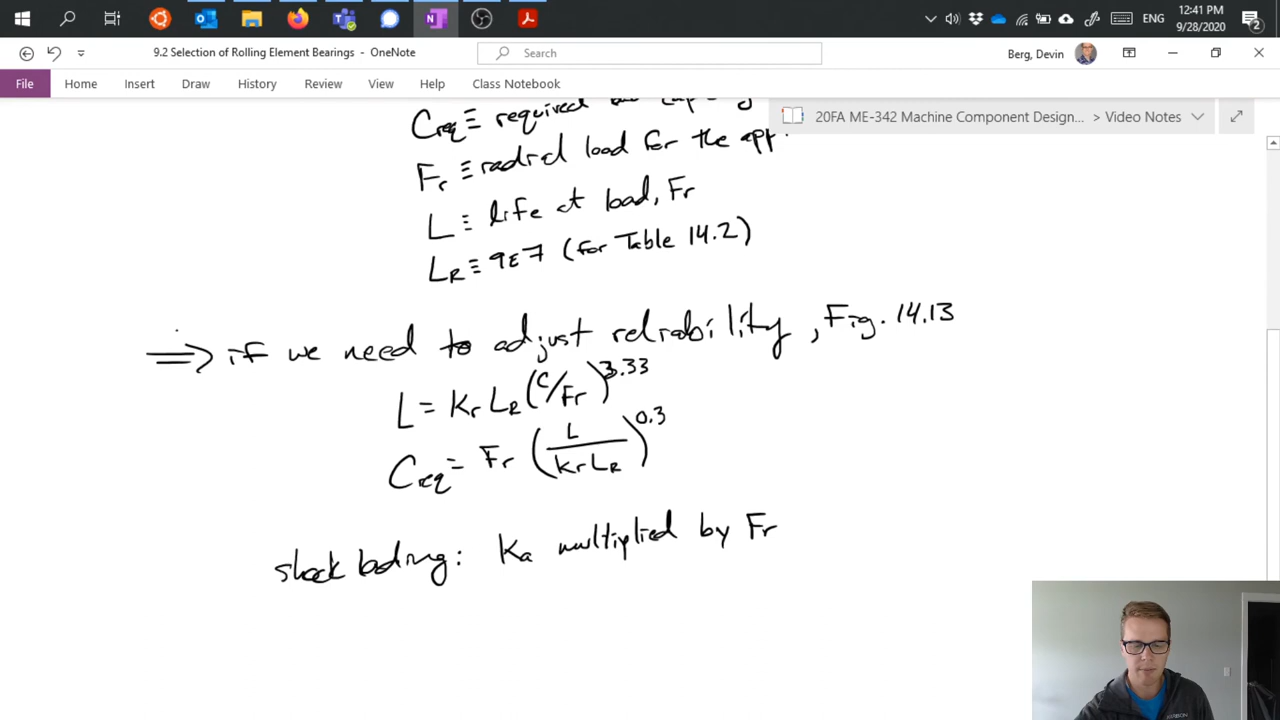 12:41 PM
ENG
9/28/2020
2
9.2 Selection of Rolling Element Bearings - OneNote
Search
Berg, Devin
File Home Insert Draw History Review View Help Class Notebook
20FA ME-342 Machine Component Design... > Video Notes
Creq ≡ required
Fr ≡ radial load for the app.
L ≡ life at load, Fr
LR ≡ 9E7 (for Table 14.2)
⟹ if we need to adjust reliability, Fig. 14.13
L = Kr LR (C/Fr)^3.33
Creq = Fr (L / Kr LR)^0.3
shock loading: Ka multiplied by Fr